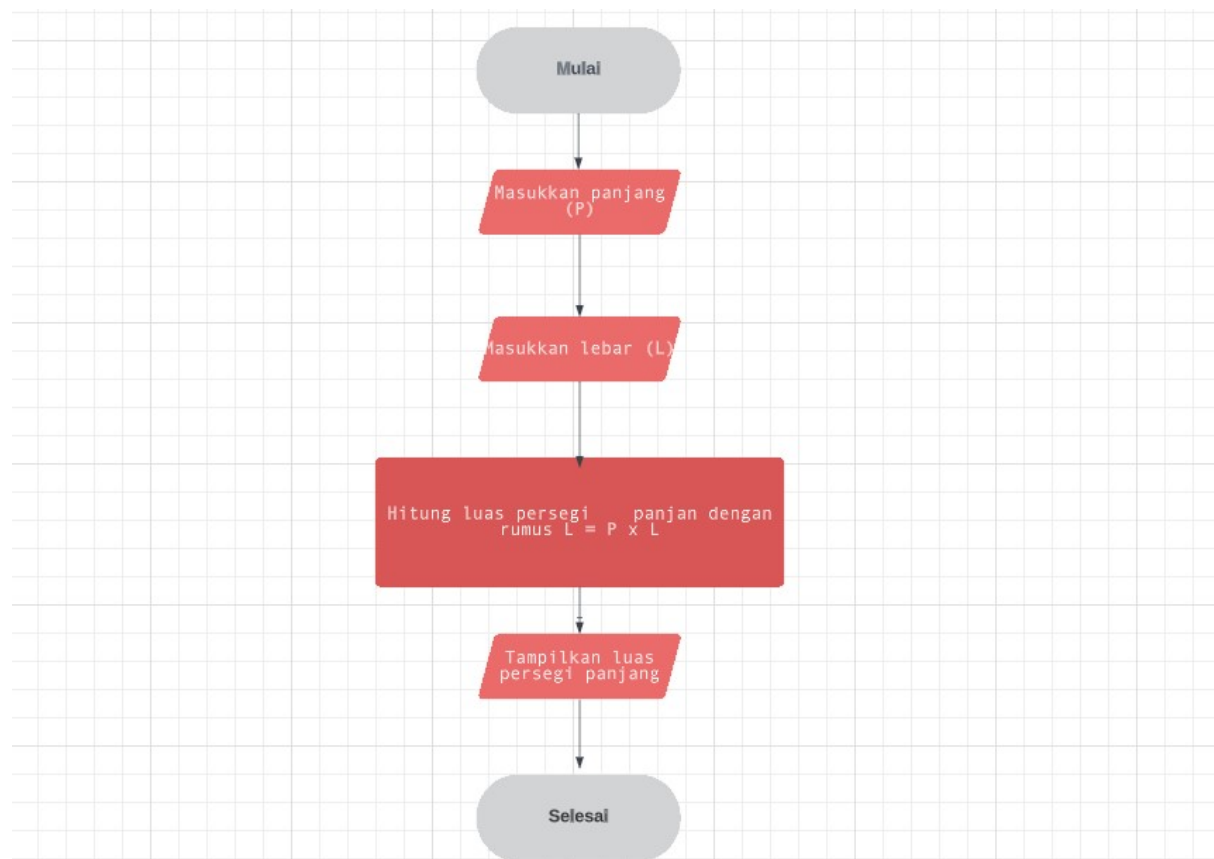 Mulai
Masukkan panjang
(P)
Masukkan lebar (L)
Hitung luas persegi panjan dengan
rumus L = P x L
Tampilkan luas
persegi panjang
Selesai